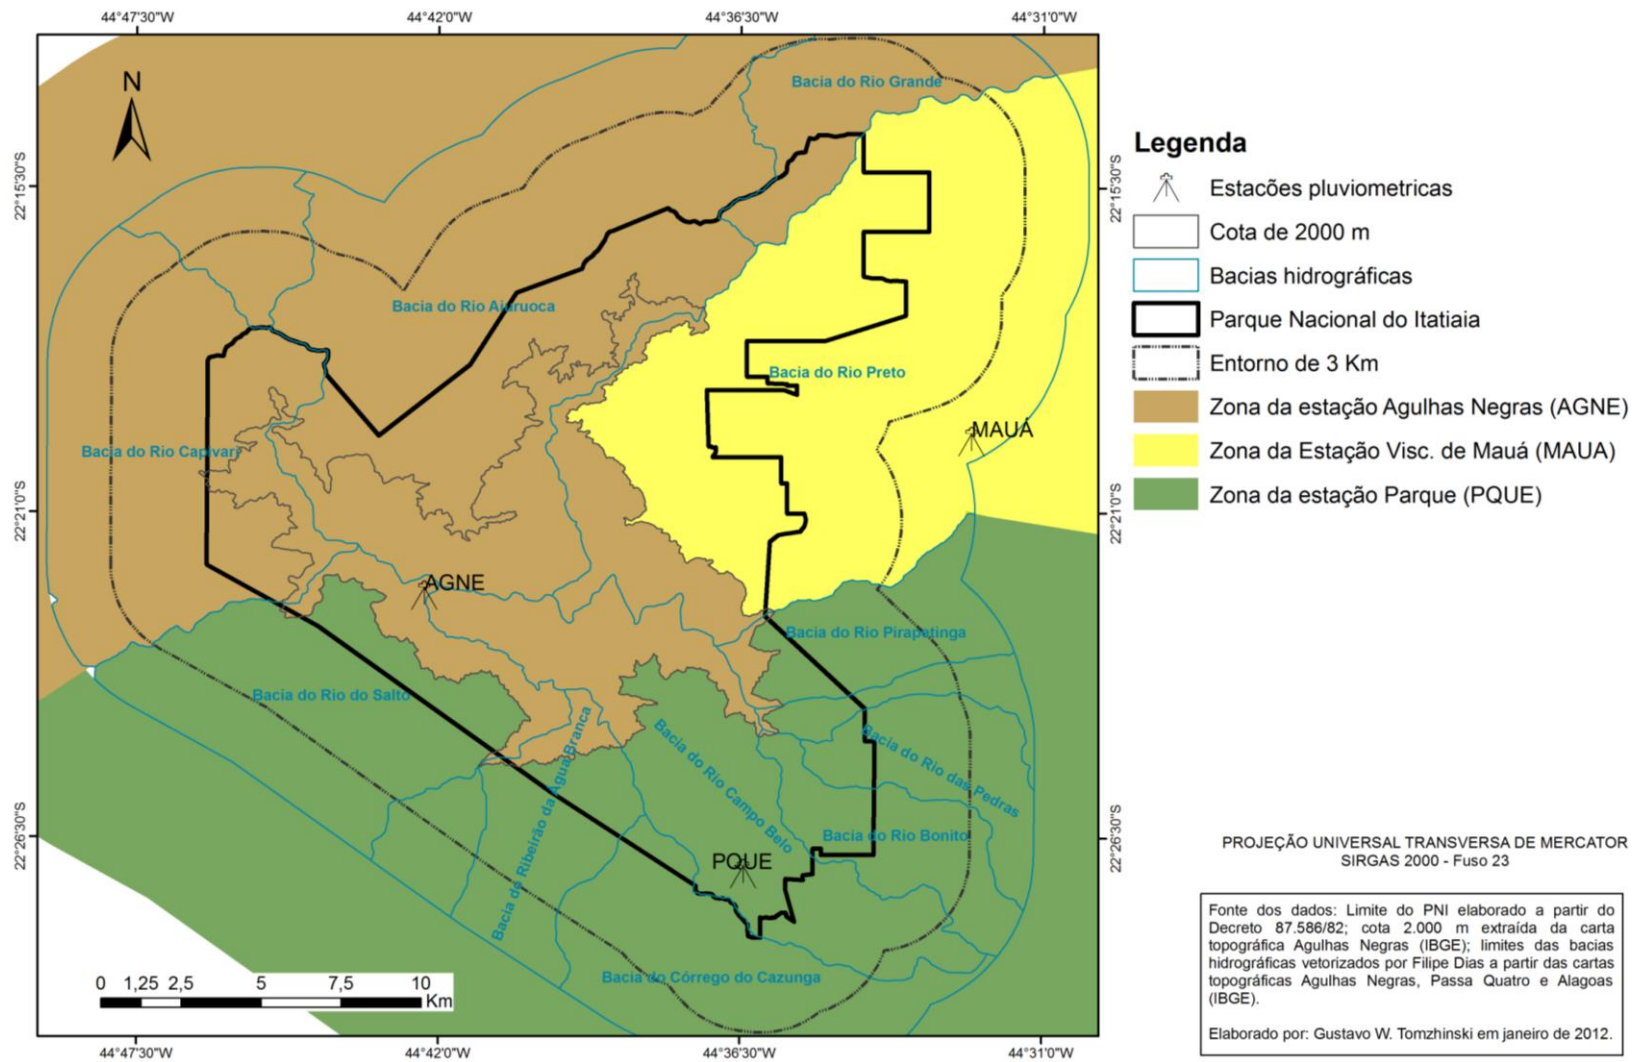 44°47'30"W
44°42'0"W
44°36'30"W
44°31'0"W
N
Bacia do Rio Grande
22°15'30"S
22°15'30"S
Bacia do Rio Aiuruoca
Bacia do Rio Preto
MAUÁ
Bacia do Rio Capivari
22°21'0"S
22°21'0"S
AGNE
Bacia do Rio Pirapatinga
Bacia do Rio do Salto
Bacia do Ribeirão da Água Branca
Bacia do Rio Campo Belo
Bacia do Rio das Pedras
Bacia do Rio Bonito
22°26'30"S
22°26'30"S
PQUE
Bacia do Córrego do Cazunga
0 1,25 2,5 5 7,5 10
Km
44°47'30"W
44°42'0"W
44°36'30"W
44°31'0"W
Legenda
Estacões pluviometricas
Cota de 2000 m
Bacias hidrográficas
Parque Nacional do Itatiaia
Entorno de 3 Km
Zona da estação Agulhas Negras (AGNE)
Zona da Estação Visc. de Mauá (MAUA)
Zona da estação Parque (PQUE)
PROJEÇÃO UNIVERSAL TRANSVERSA DE MERCATOR
SIRGAS 2000 - Fuso 23
Fonte dos dados: Limite do PNI elaborado a partir do
Decreto 87.586/82; cota 2.000 m extraída da carta
topográfica Agulhas Negras (IBGE); limites das bacias
hidrográficas vetorizados por Filipe Dias a partir das cartas
topográficas Agulhas Negras, Passa Quatro e Alagoas
(IBGE).
Elaborado por: Gustavo W. Tomzhinski em janeiro de 2012.